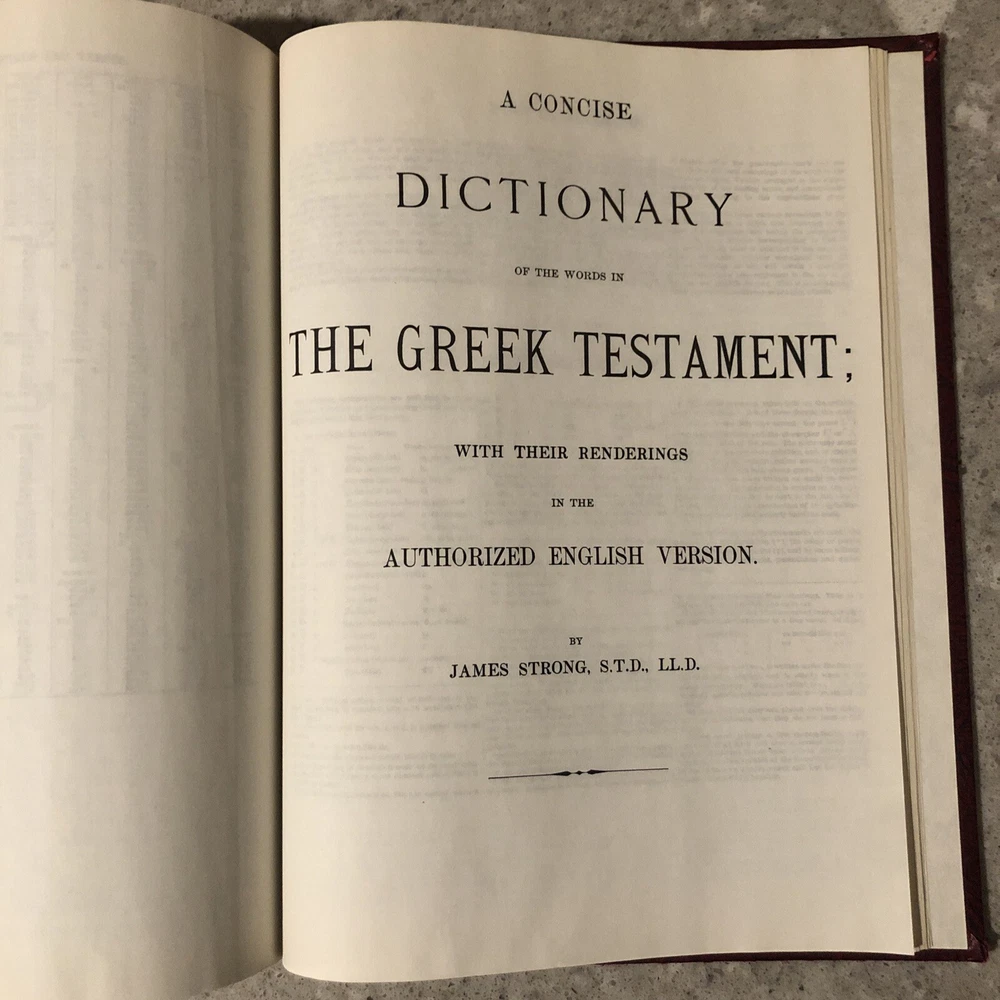 A CONCISE
DICTIONARY
OF THE WORDS IN
THE GREEK TESTAMENT;
WITH THEIR RENDERINGS
IN THE
AUTHORIZED ENGLISH VERSION.
BY
JAMES STRONG, S.T.D., LL.D.